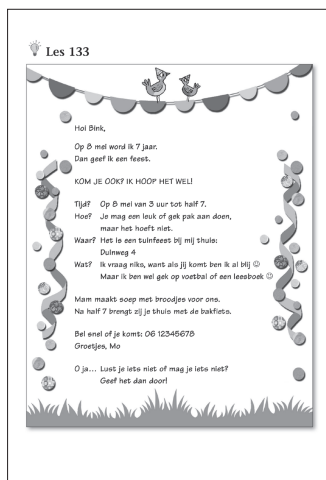 Les 133
Hoi Bink,
Op 8 mei word ik 7 jaar.
Dan geef ik een feest.
KOM JE OOK? IK HOOP HET WEL!
Tijd? Op 8 mei van 3 uur tot half 7.
Hoe? Je mag een leuk of gek pak aan doen,
maar het hoeft niet.
Waar? Het is een tuinfeest bij mij thuis:
Duinweg 4
Wat? Ik vraag niks, want als jij komt ben ik al blij ☺
Maar ik ben wel gek op voetbal of een leesboek ☺
Mam maakt soep met broodjes voor ons.
Na half 7 brengt zij je thuis met de bakfiets.
Bel snel of je komt: 06 12345678
Groetjes, Mo
O ja... Lust je iets niet of mag je iets niet?
Geef het dan door!